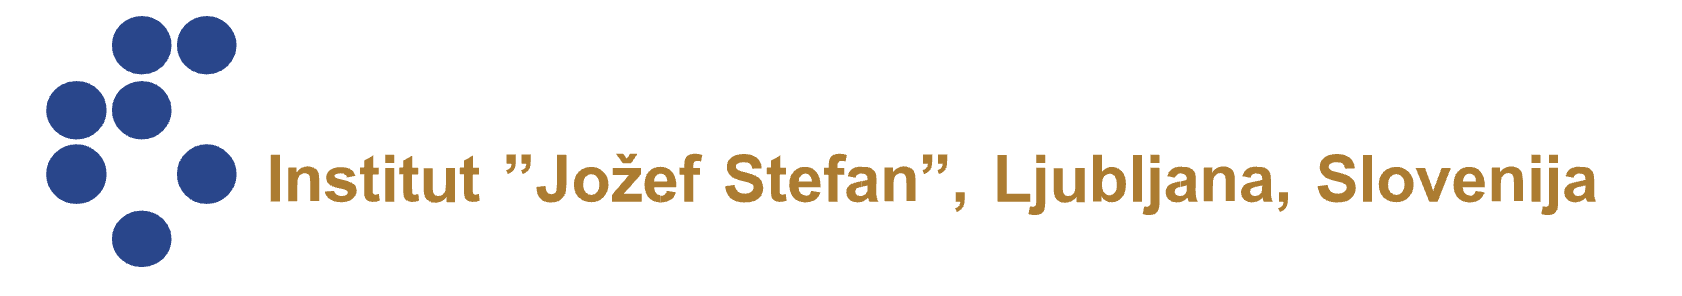 Institut ”Jožef Stefan”, Ljubljana, Slovenija